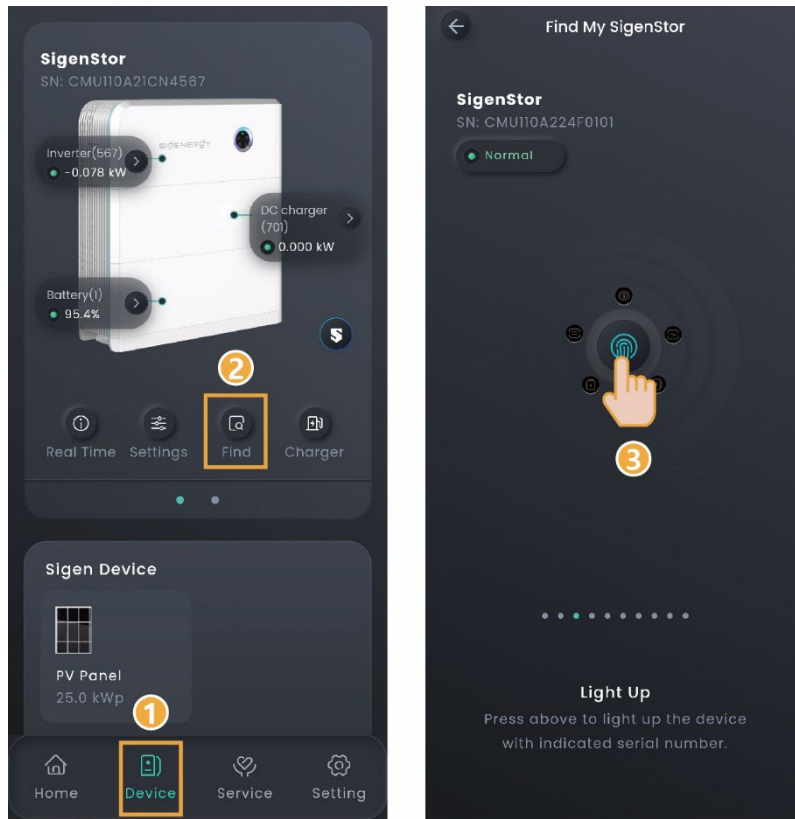 SigenStor
SN: CMU110A21CN4567
SIGENERGY
Inverter(567)
-0.078 kW
DC charger
(701)
0.000 kW
Battery(1)
95.4%
2
Real Time
Settings
Find
Charger
Sigen Device
PV Panel
25.0 kWp
1
Home
Device
Service
Setting
Find My SigenStor
SigenStor
SN: CMU110A224F0101
Normal
3
Light Up
Press above to light up the device
with indicated serial number.